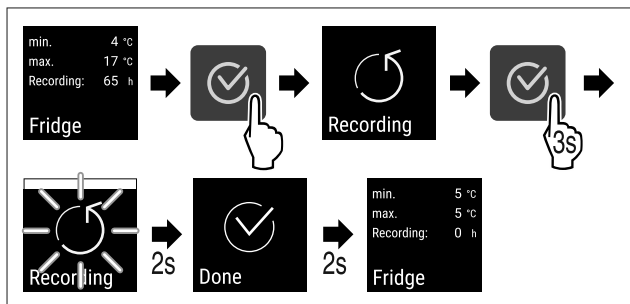 min. 4 °C
max. 17 °C
Recording: 65 h
Fridge
Recording
3s
Recording
2s
Done
2s
min. 5 °C
max. 5 °C
Recording: 0 h
Fridge